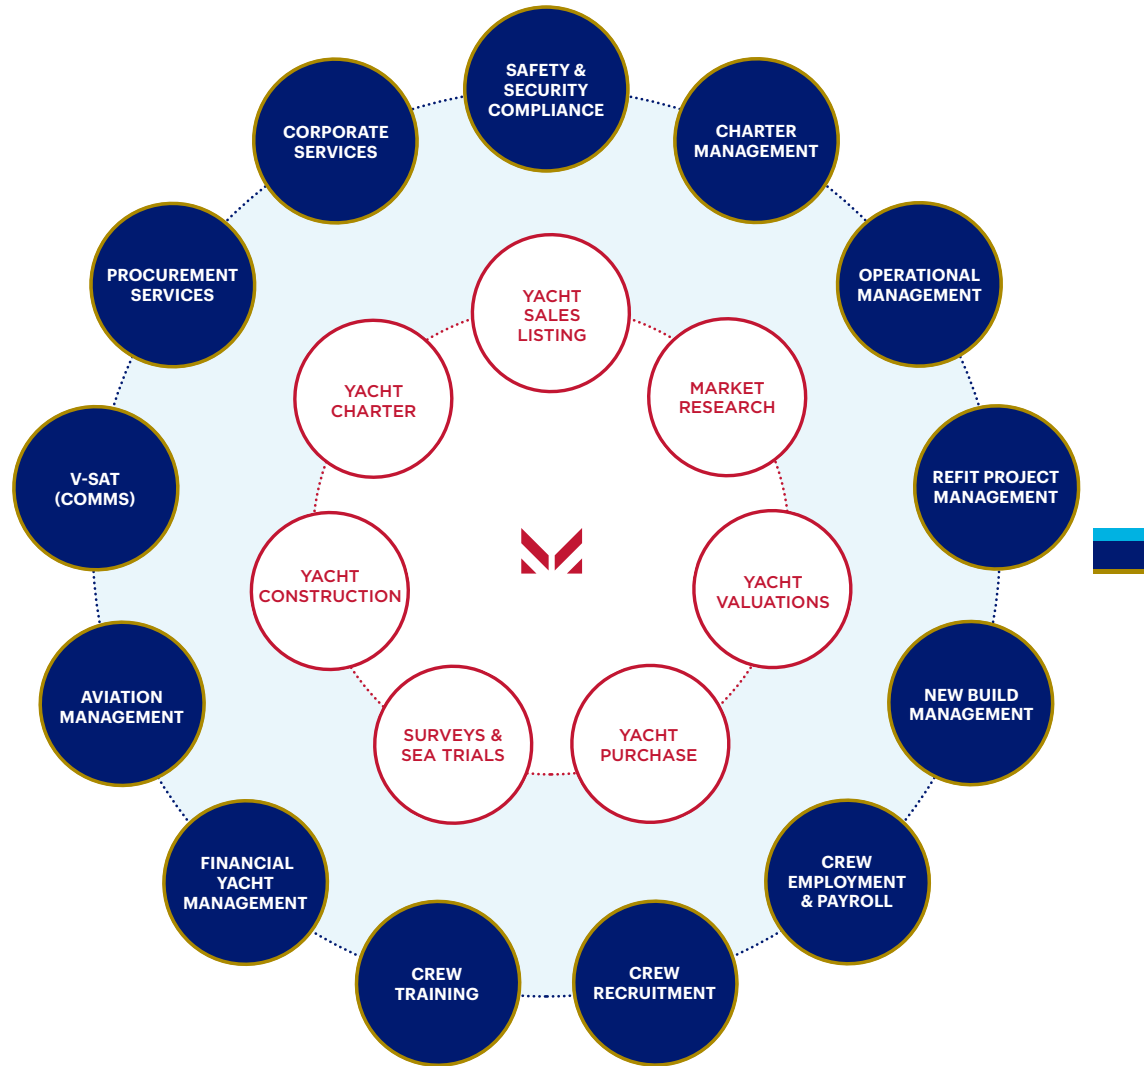 SAFETY &
SECURITY
COMPLIANCE
CHARTER
MANAGEMENT
OPERATIONAL
MANAGEMENT
REFIT PROJECT
MANAGEMENT
NEW BUILD
MANAGEMENT
CREW
EMPLOYMENT
& PAYROLL
CREW
RECRUITMENT
CREW
TRAINING
FINANCIAL
YACHT
MANAGEMENT
AVIATION
MANAGEMENT
V-SAT
(COMMS)
PROCUREMENT
SERVICES
CORPORATE
SERVICES
YACHT
SALES
LISTING
MARKET
RESEARCH
YACHT
VALUATIONS
YACHT
PURCHASE
SURVEYS &
SEA TRIALS
YACHT
CONSTRUCTION
YACHT
CHARTER